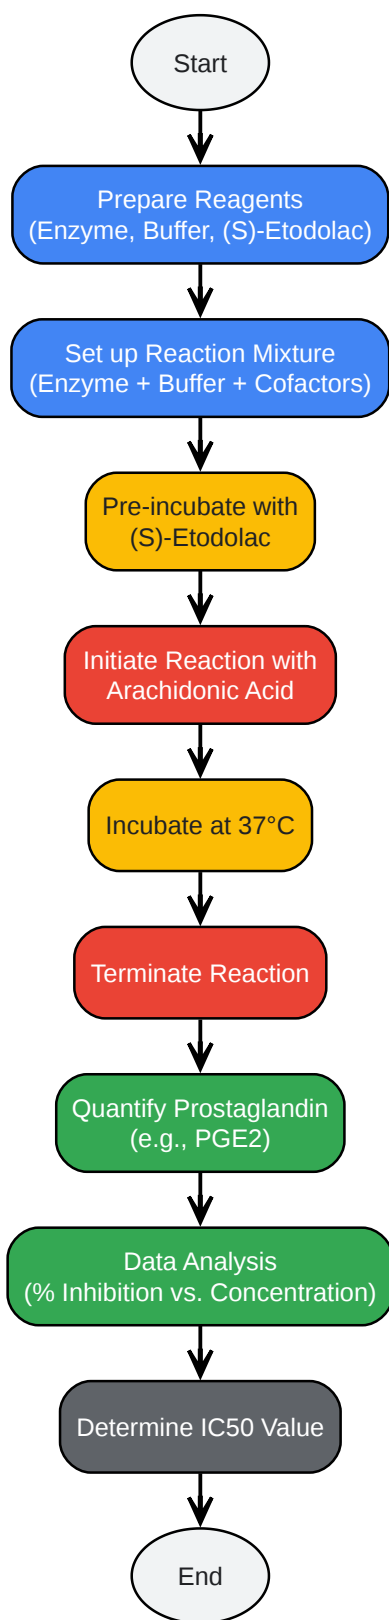 Start
Prepare Reagents
(Enzyme, Buffer, (S)-Etodolac)
Set up Reaction Mixture
(Enzyme + Buffer + Cofactors)
Pre-incubate with
(S)-Etodolac
Initiate Reaction with
Arachidonic Acid
Incubate at 37°C
Terminate Reaction
Quantify Prostaglandin
(e.g., PGE2)
Data Analysis
(% Inhibition vs. Concentration)
Determine IC50 Value
End